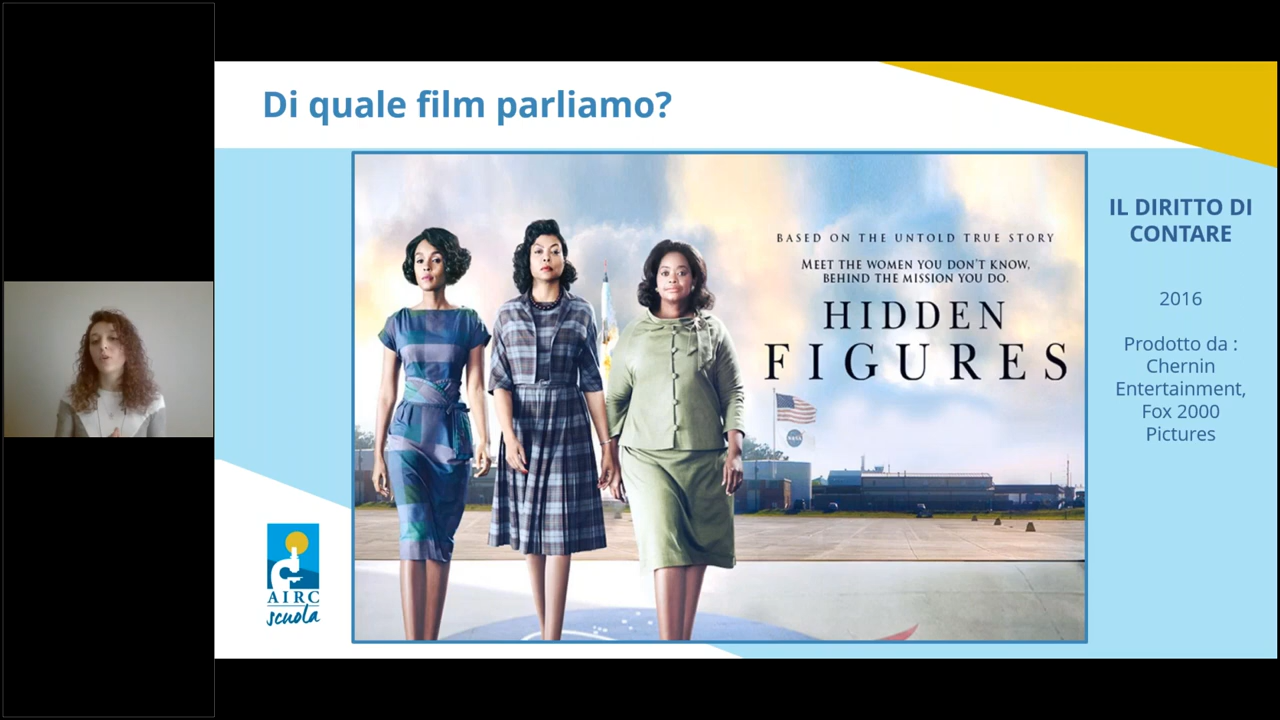 Di quale film parliamo?
BASED ON THE UNTOLD TRUE STORY
MEET THE WOMEN YOU DON'T KNOW,
BEHIND THE MISSION YOU DO.
HIDDEN
FIGURES
NASA
IL DIRITTO DI
CONTARE
2016
Prodotto da :
Chernin
Entertainment,
Fox 2000
Pictures
AIRC
scuola